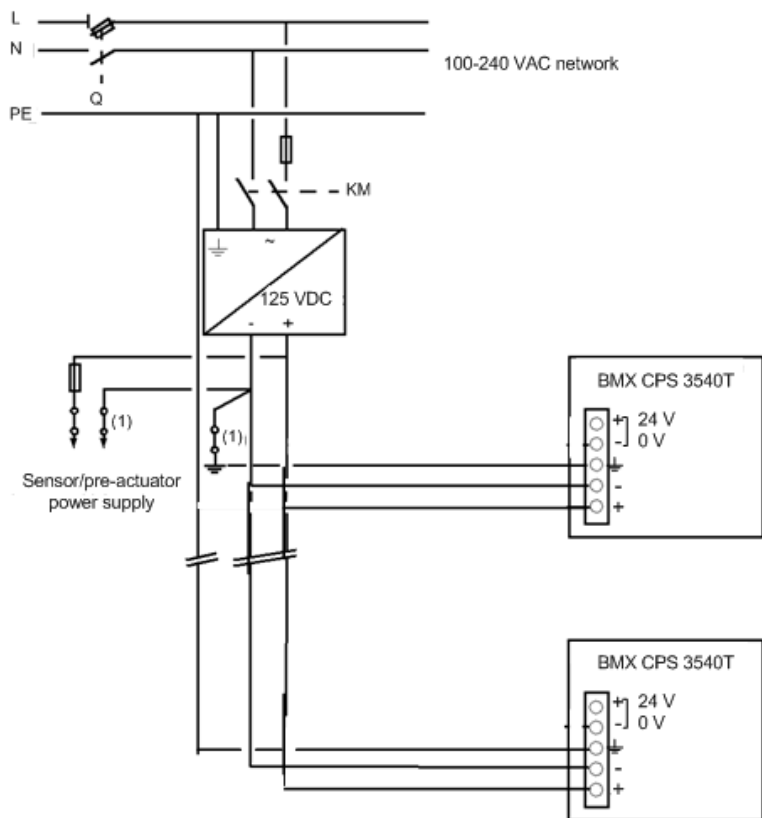 L
N
100-240 VAC network
Q
PE
KM
~
125 VDC
- +
BMX CPS 3540T
+ 24 V
- 0 V
-
+
(1)
(1)
Sensor/pre-actuator
power supply
BMX CPS 3540T
+ 24 V
- 0 V
-
+